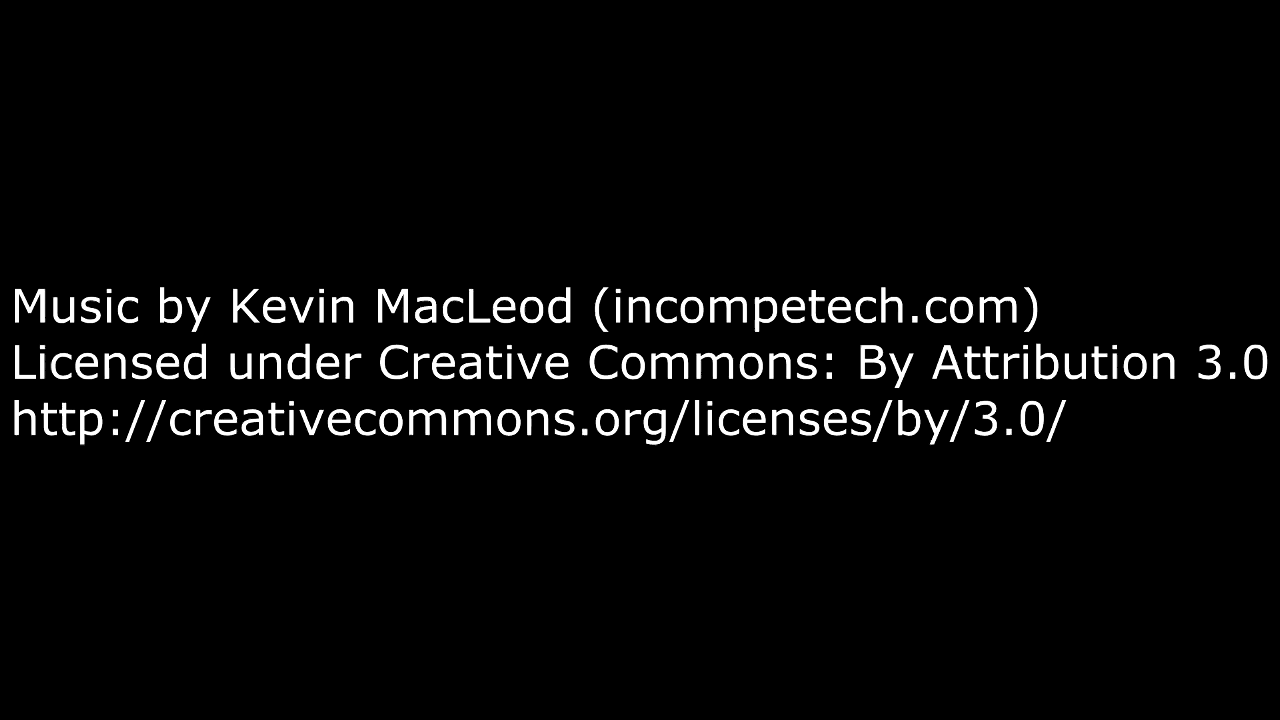 Music by Kevin MacLeod (incompetech.com)
Licensed under Creative Commons: By Attribution 3.0
http://creativecommons.org/licenses/by/3.0/